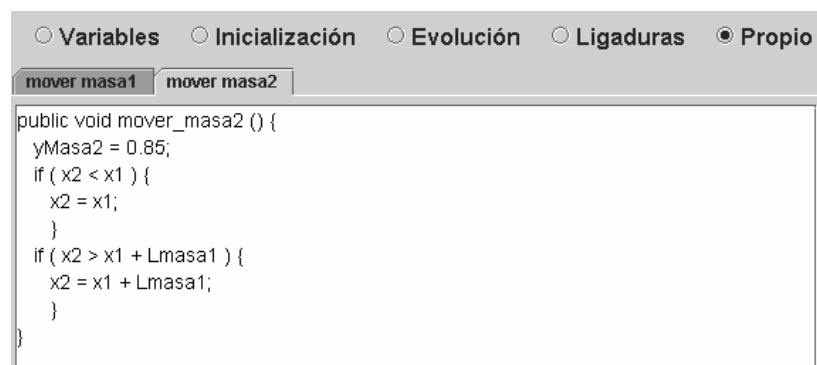 Variables Inicialización Evolución Ligaduras Propio
mover masa1 mover masa2
public void mover_masa2 () {
yMasa2 = 0.85;
if ( x2 < x1 ) {
x2 = x1;
}
if ( x2 > x1 + Lmasa1 ) {
x2 = x1 + Lmasa1;
}
}